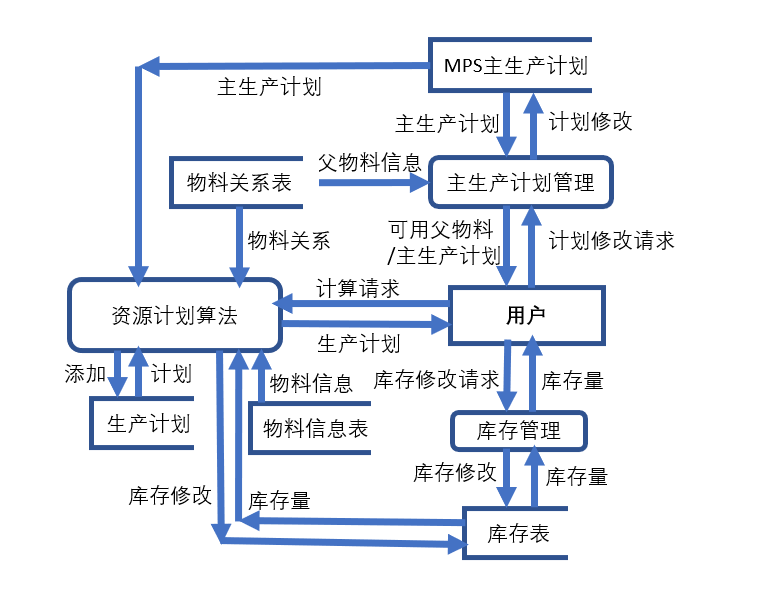 MPS主生产计划
主生产计划
主生产计划
计划修改
父物料信息
物料关系表
主生产计划管理
物料关系
可用父物料
/主生产计划
计划修改请求
计算请求
资源计划算法
用户
生产计划
添加
计划
物料信息
库存修改请求
库存量
生产计划
物料信息表
库存管理
库存修改
库存量
库存修改
库存量
库存表